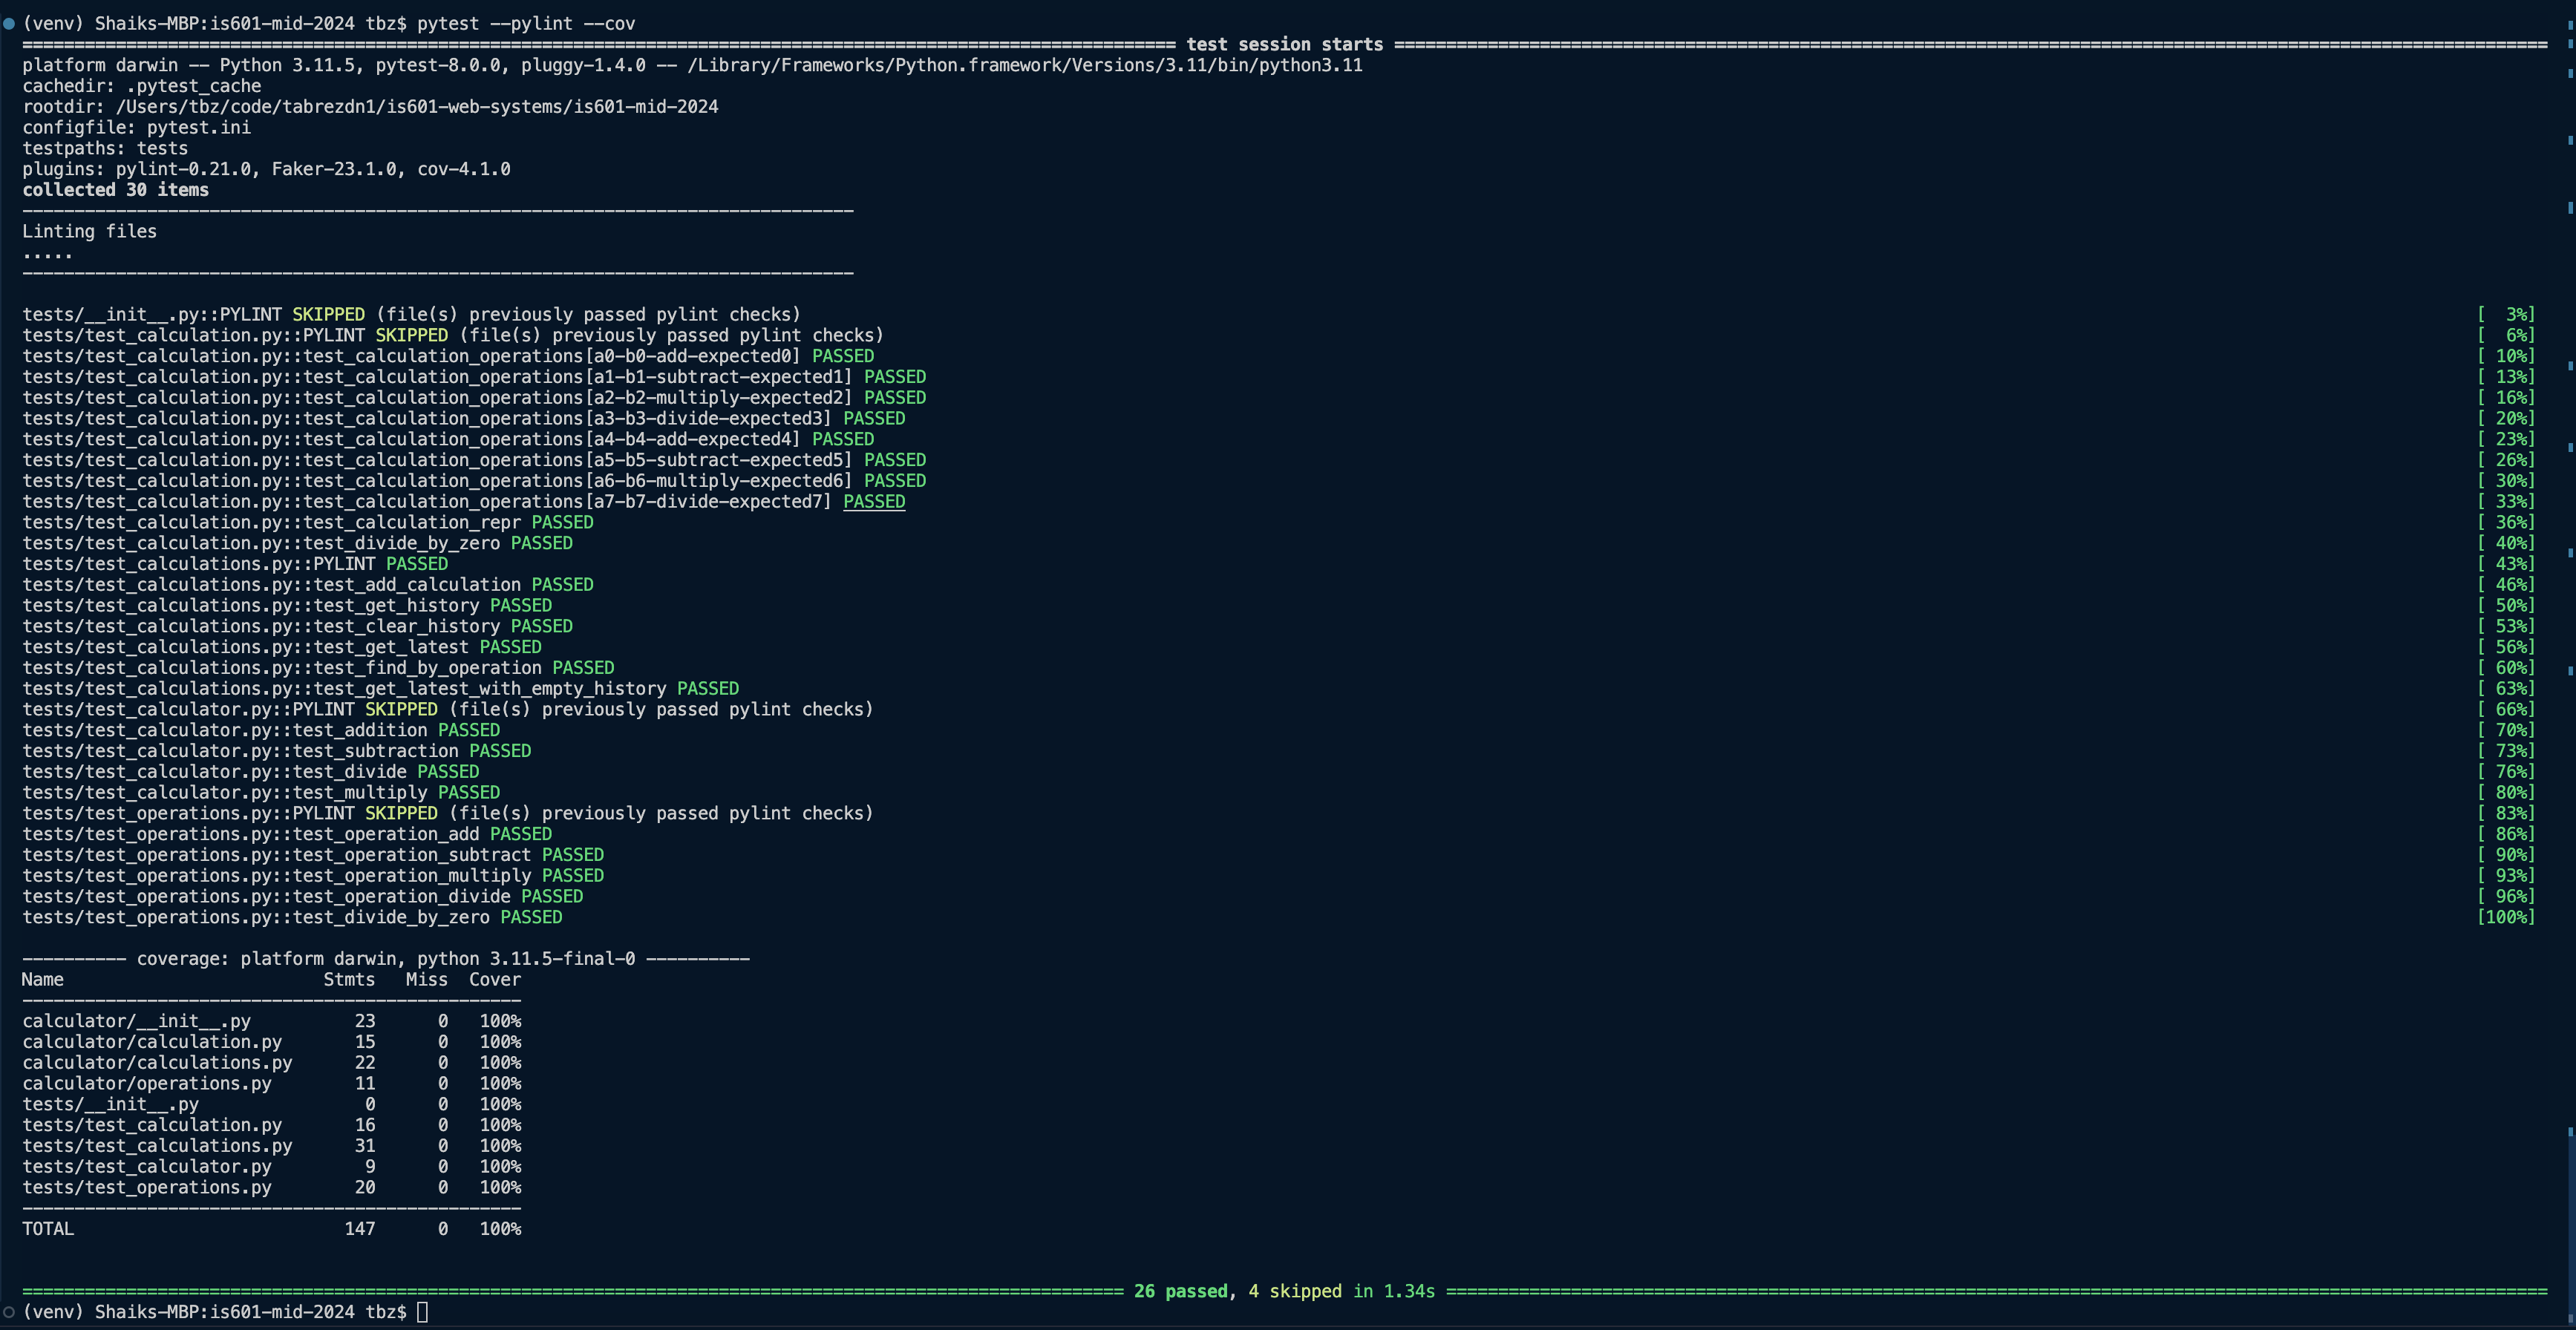 (venv) Shaiks-MBP:is601-mid-2024 tbz$ pytest --pylint --cov
================================ test session starts ================================
platform darwin -- Python 3.11.5, pytest-8.0.0, pluggy-1.4.0 -- /Library/Frameworks/Python.framework/Versions/3.11/bin/python3.11
cachedir: .pytest_cache
rootdir: /Users/tbz/code/tabrezdn1/is601-web-systems/is601-mid-2024
configfile: pytest.ini
testpaths: tests
plugins: pylint-0.21.0, Faker-23.1.0, cov-4.1.0
collected 30 items
--------------------------------------------------------------------------------
Linting files
.....
--------------------------------------------------------------------------------
tests/__init__.py::PYLINT SKIPPED (file(s) previously passed pylint checks) [  3%]
tests/test_calculation.py::PYLINT SKIPPED (file(s) previously passed pylint checks) [  6%]
tests/test_calculation.py::test_calculation_operations[a0-b0-add-expected0] PASSED [ 10%]
tests/test_calculation.py::test_calculation_operations[a1-b1-subtract-expected1] PASSED [ 13%]
tests/test_calculation.py::test_calculation_operations[a2-b2-multiply-expected2] PASSED [ 16%]
tests/test_calculation.py::test_calculation_operations[a3-b3-divide-expected3] PASSED [ 20%]
tests/test_calculation.py::test_calculation_operations[a4-b4-add-expected4] PASSED [ 23%]
tests/test_calculation.py::test_calculation_operations[a5-b5-subtract-expected5] PASSED [ 26%]
tests/test_calculation.py::test_calculation_operations[a6-b6-multiply-expected6] PASSED [ 30%]
tests/test_calculation.py::test_calculation_operations[a7-b7-divide-expected7] PASSED [ 33%]
tests/test_calculation.py::test_calculation_repr PASSED [ 36%]
tests/test_calculation.py::test_divide_by_zero PASSED [ 40%]
tests/test_calculations.py::PYLINT PASSED [ 43%]
tests/test_calculations.py::test_add_calculation PASSED [ 46%]
tests/test_calculations.py::test_get_history PASSED [ 50%]
tests/test_calculations.py::test_clear_history PASSED [ 53%]
tests/test_calculations.py::test_get_latest PASSED [ 56%]
tests/test_calculations.py::test_find_by_operation PASSED [ 60%]
tests/test_calculations.py::test_get_latest_with_empty_history PASSED [ 63%]
tests/test_calculator.py::PYLINT SKIPPED (file(s) previously passed pylint checks) [ 66%]
tests/test_calculator.py::test_addition PASSED [ 70%]
tests/test_calculator.py::test_subtraction PASSED [ 73%]
tests/test_calculator.py::test_divide PASSED [ 76%]
tests/test_calculator.py::test_multiply PASSED [ 80%]
tests/test_operations.py::PYLINT SKIPPED (file(s) previously passed pylint checks) [ 83%]
tests/test_operations.py::test_operation_add PASSED [ 86%]
tests/test_operations.py::test_operation_subtract PASSED [ 90%]
tests/test_operations.py::test_operation_multiply PASSED [ 93%]
tests/test_operations.py::test_operation_divide PASSED [ 96%]
tests/test_operations.py::test_divide_by_zero PASSED [100%]
---------- coverage: platform darwin, python 3.11.5-final-0 ----------
Name                         Stmts   Miss  Cover
------------------------------------------------
calculator/__init__.py          23      0   100%
calculator/calculation.py       15      0   100%
calculator/calculations.py      22      0   100%
calculator/operations.py        11      0   100%
tests/__init__.py                0      0   100%
tests/test_calculation.py       16      0   100%
tests/test_calculations.py      31      0   100%
tests/test_calculator.py         9      0   100%
tests/test_operations.py        20      0   100%
------------------------------------------------
TOTAL                          147      0   100%
================================ 26 passed, 4 skipped in 1.34s ================================
(venv) Shaiks-MBP:is601-mid-2024 tbz$